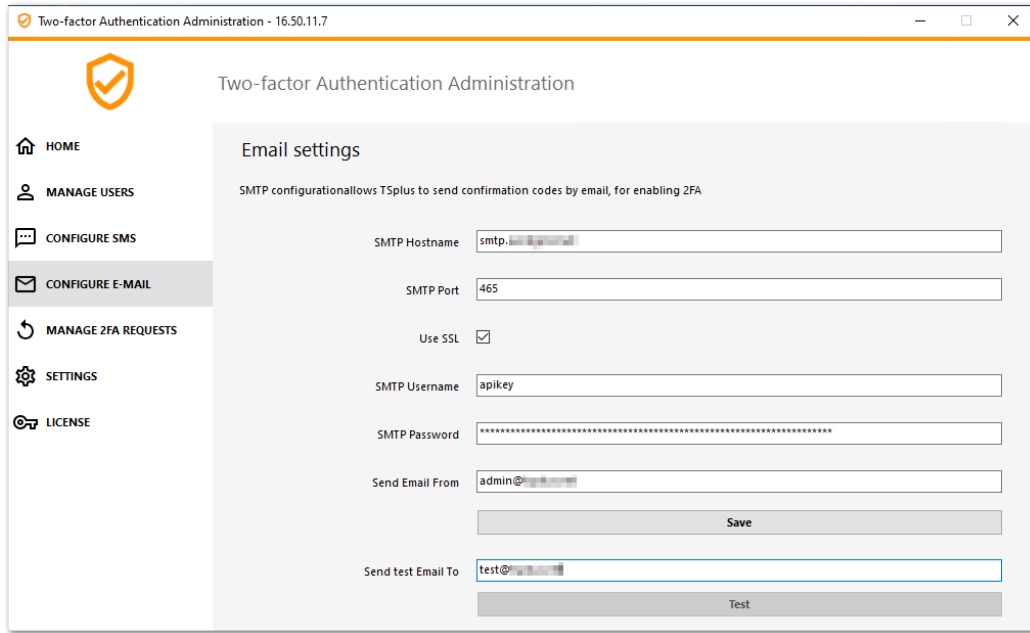 Two-factor Authentication Administration - 16.50.11.7
Two-factor Authentication Administration
HOME
MANAGE USERS
CONFIGURE SMS
CONFIGURE E-MAIL
MANAGE 2FA REQUESTS
SETTINGS
LICENSE
Email settings
SMTP configurationallows TSplus to send confirmation codes by email, for enabling 2FA
SMTP Hostname smtp.
SMTP Port 465
Use SSL
SMTP Username apikey
SMTP Password *********************************************************************
Send Email From admin@
Save
Send test Email To test@
Test